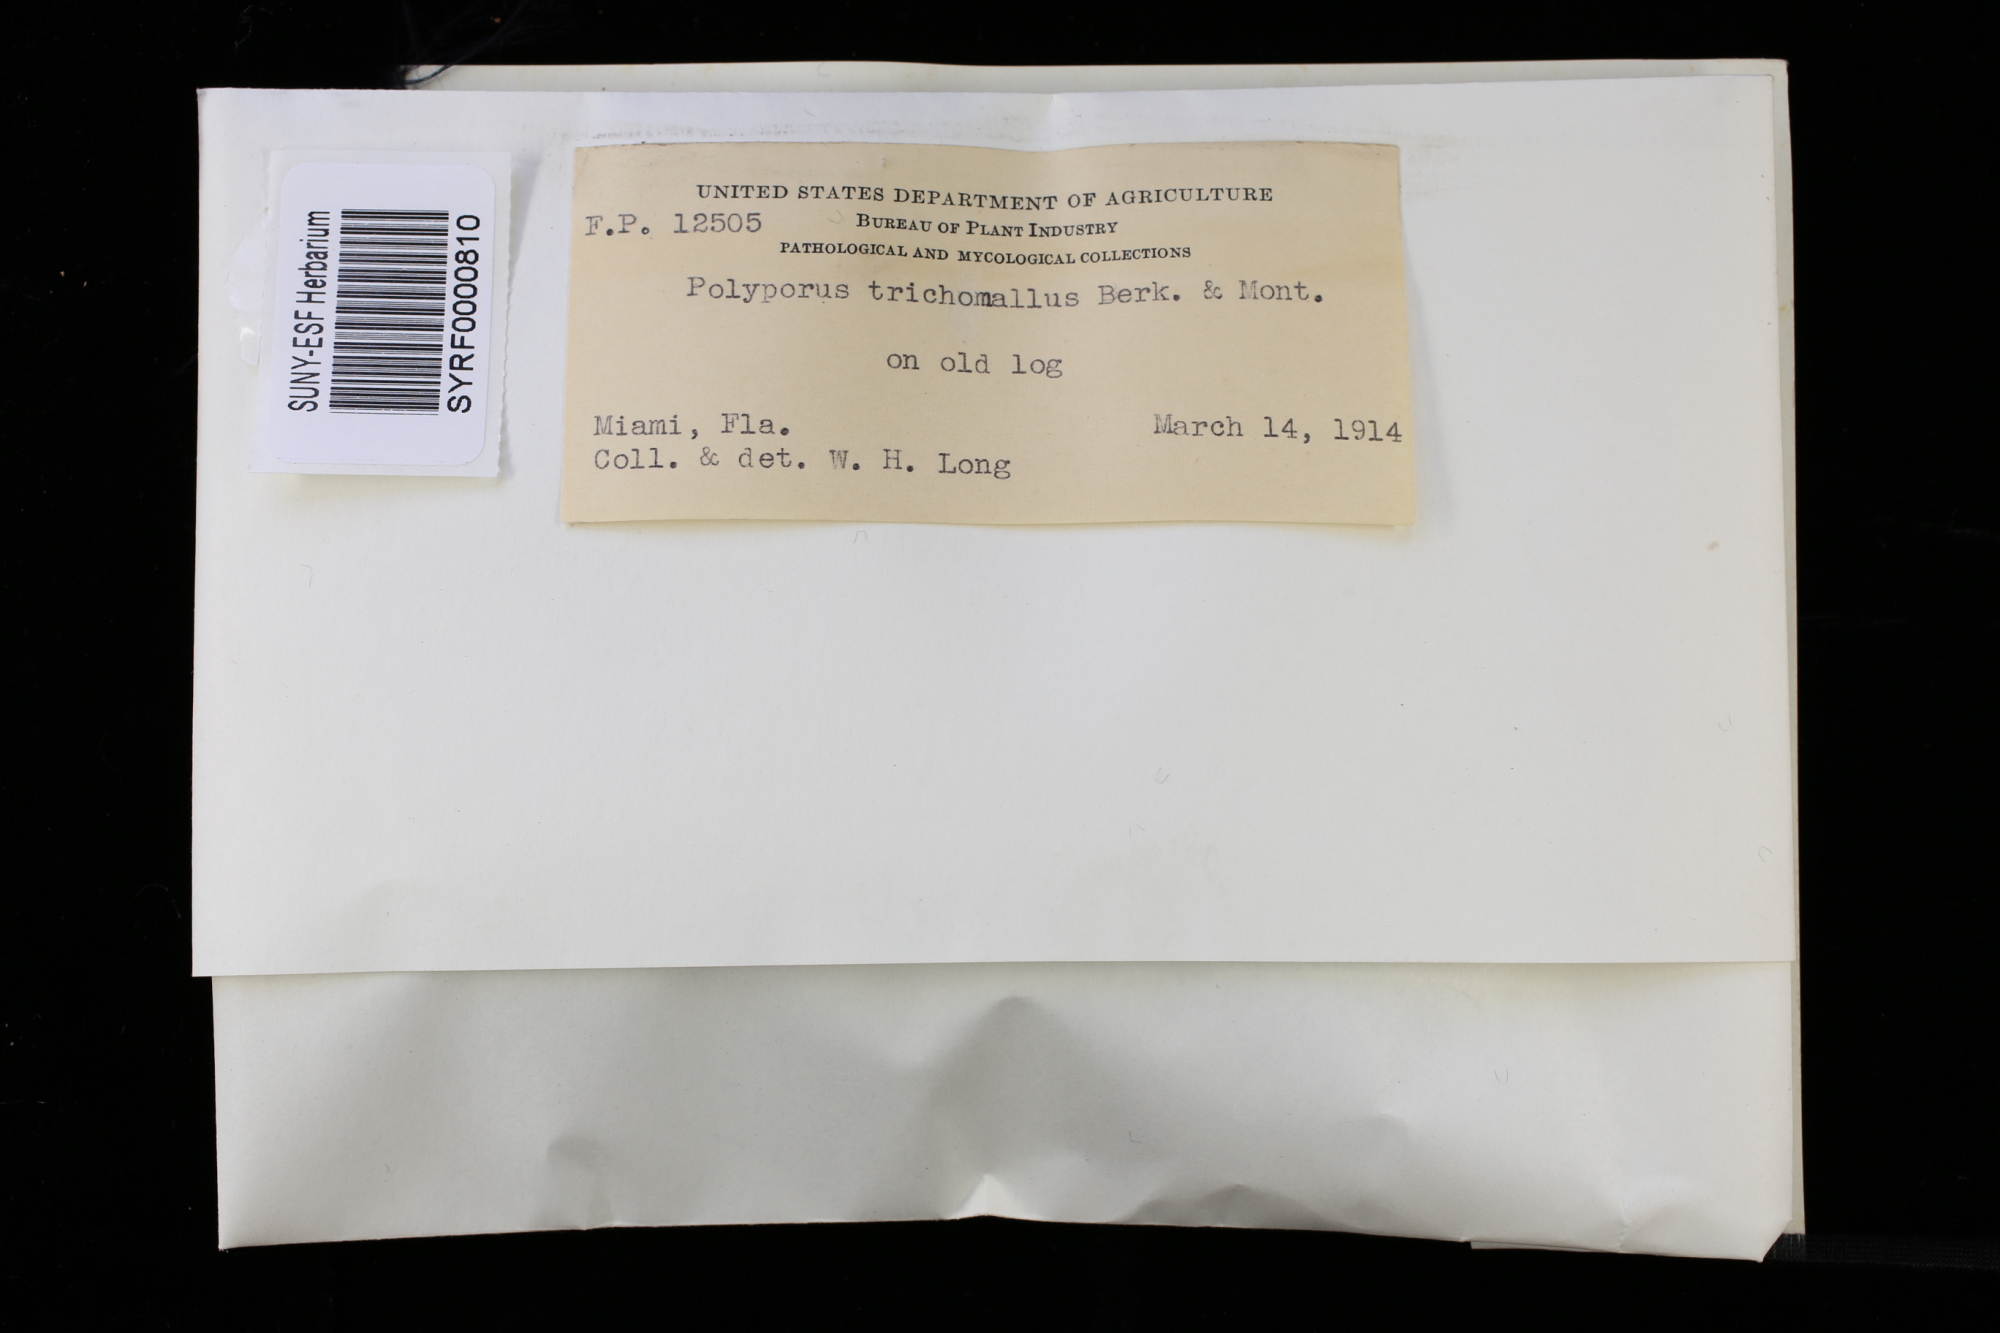 SUNY-ESF Herbarium
SYRF0000810
UNITED STATES DEPARTMENT OF AGRICULTURE
F.P. 12505 BUREAU OF PLANT INDUSTRY
PATHOLOGICAL AND MYCOLOGICAL COLLECTIONS
Polyporus trichomallus Berk. & Mont.
on old log
Miami, Fla. March 14, 1914
Coll. & det. W. H. Long